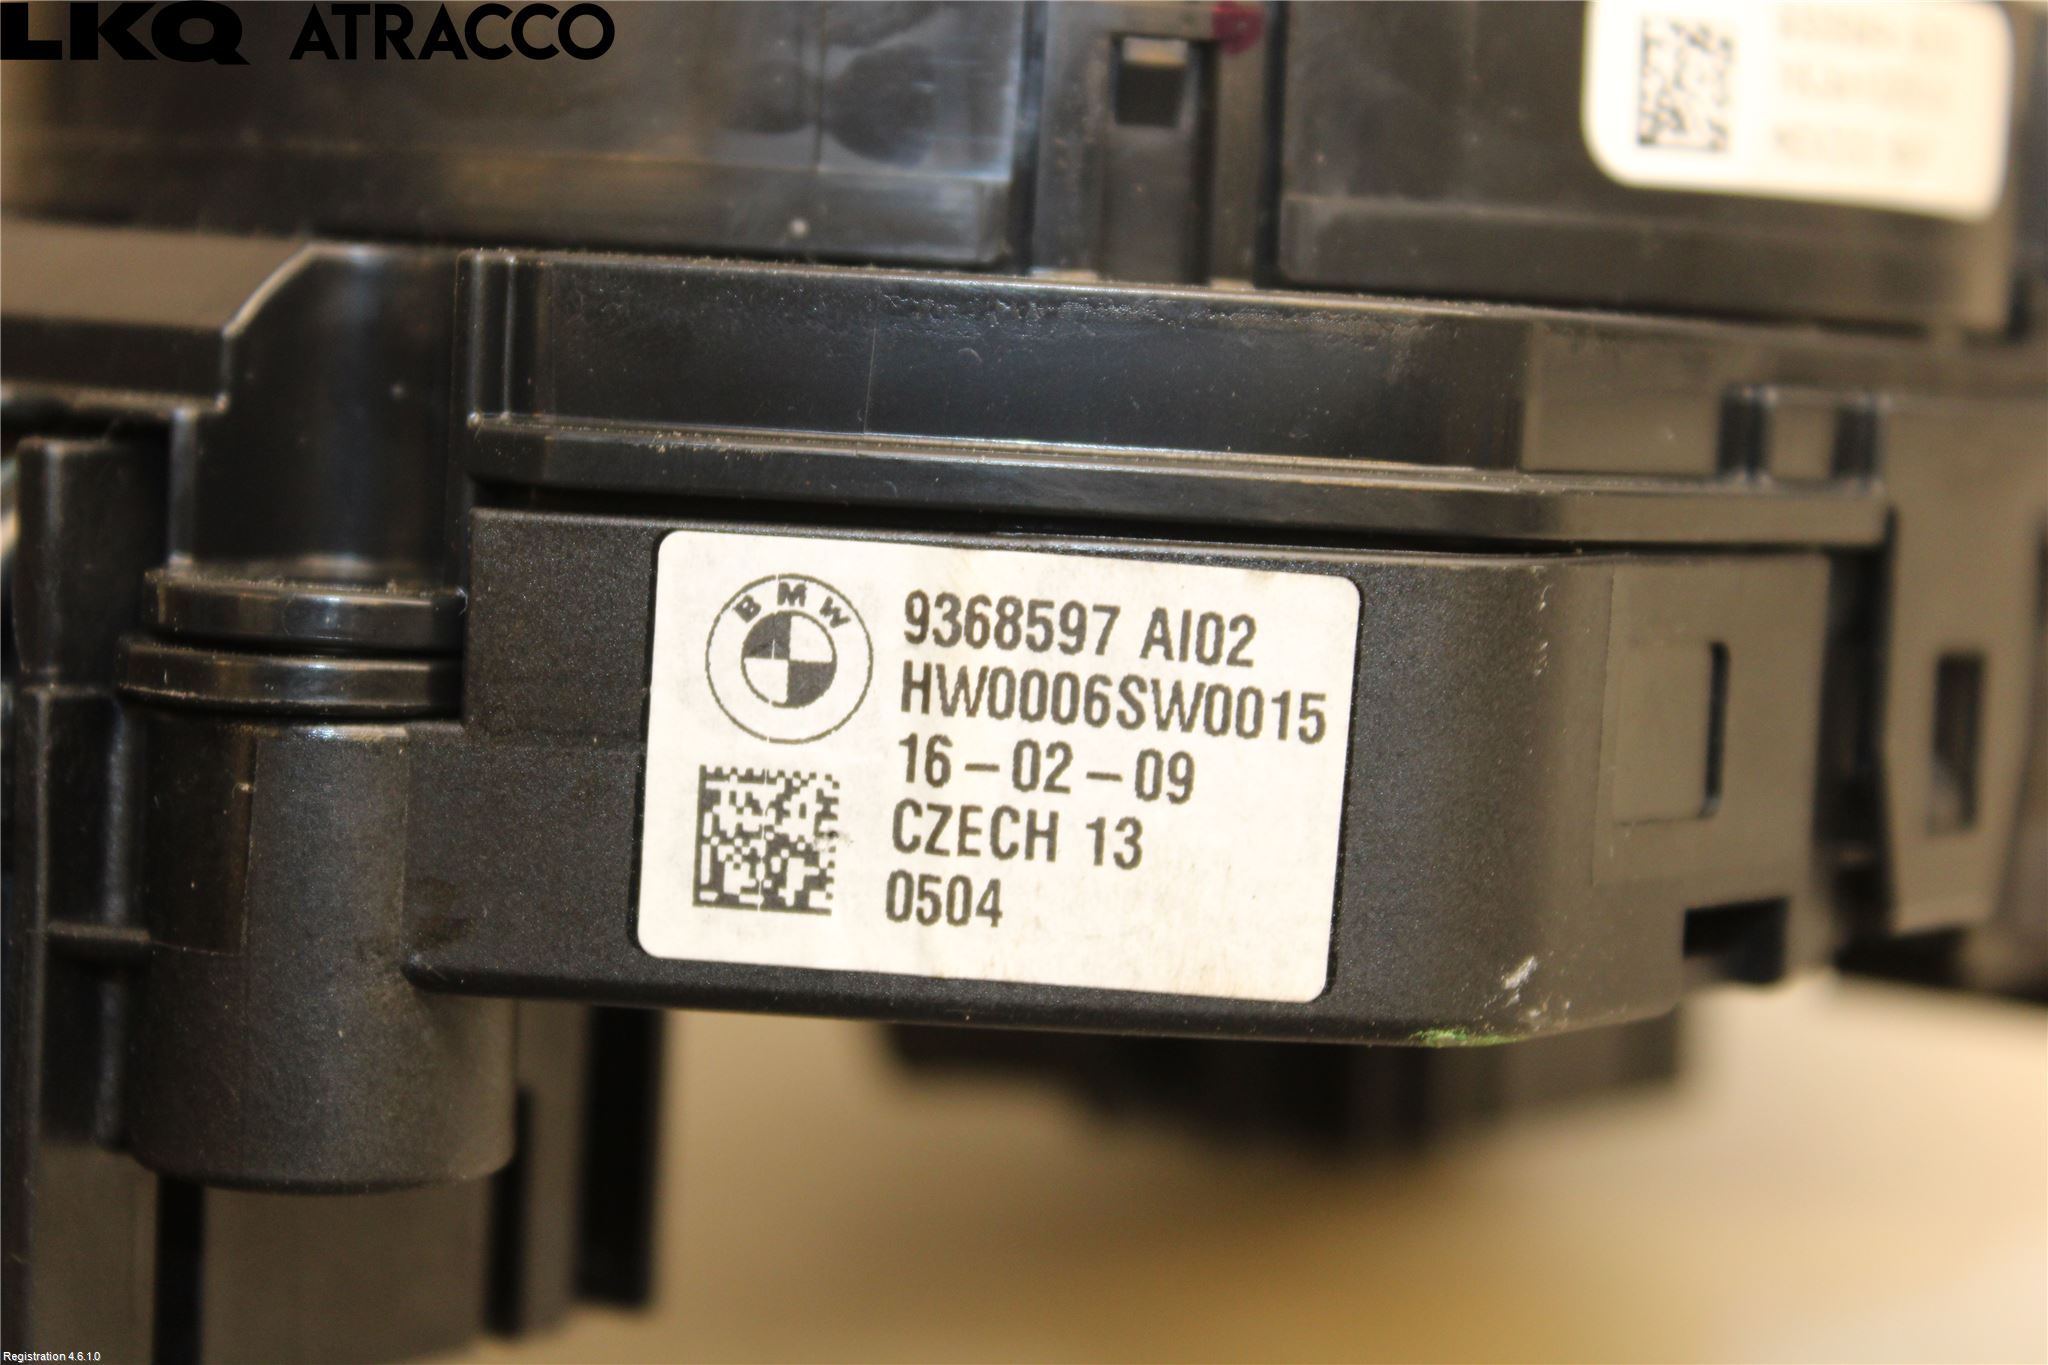 LKQ ATRACCO
BMW
9368597 AI02
HW0006SW0015
16-02-09
CZECH 13
0504
Registration 4.6.1.0